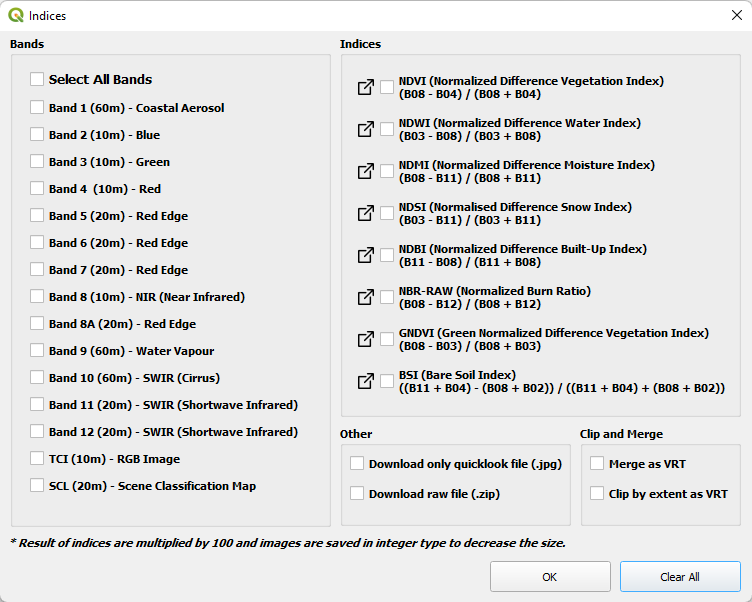 Indices
Bands
Select All Bands
Band 1 (60m) - Coastal Aerosol
Band 2 (10m) - Blue
Band 3 (10m) - Green
Band 4  (10m) - Red
Band 5 (20m) - Red Edge
Band 6 (20m) - Red Edge
Band 7 (20m) - Red Edge
Band 8 (10m) - NIR (Near Infrared)
Band 8A (20m) - Red Edge
Band 9 (60m) - Water Vapour
Band 10 (60m) - SWIR (Cirrus)
Band 11 (20m) - SWIR (Shortwave Infrared)
Band 12 (20m) - SWIR (Shortwave Infrared)
TCI (10m) - RGB Image
SCL (20m) - Scene Classification Map
Indices
NDVI (Normalized Difference Vegetation Index)
(B08 - B04) / (B08 + B04)
NDWI (Normalized Difference Water Index)
(B03 - B08) / (B03 + B08)
NDMI (Normalized Difference Moisture Index)
(B08 - B11) / (B08 + B11)
NDSI (Normalised Difference Snow Index)
(B03 - B11) / (B03 + B11)
NDBI (Normalized Difference Built-Up Index)
(B11 - B08) / (B11 + B08)
NBR-RAW (Normalized Burn Ratio)
(B08 - B12) / (B08 + B12)
GNDVI (Green Normalized Difference Vegetation Index)
(B08 - B03) / (B08 + B03)
BSI (Bare Soil Index)
((B11 + B04) - (B08 + B02)) / ((B11 + B04) + (B08 + B02))
Other
Download only quicklook file (.jpg)
Download raw file (.zip)
Clip and Merge
Merge as VRT
Clip by extent as VRT
* Result of indices are multiplied by 100 and images are saved in integer type to decrease the size.
OK
Clear All